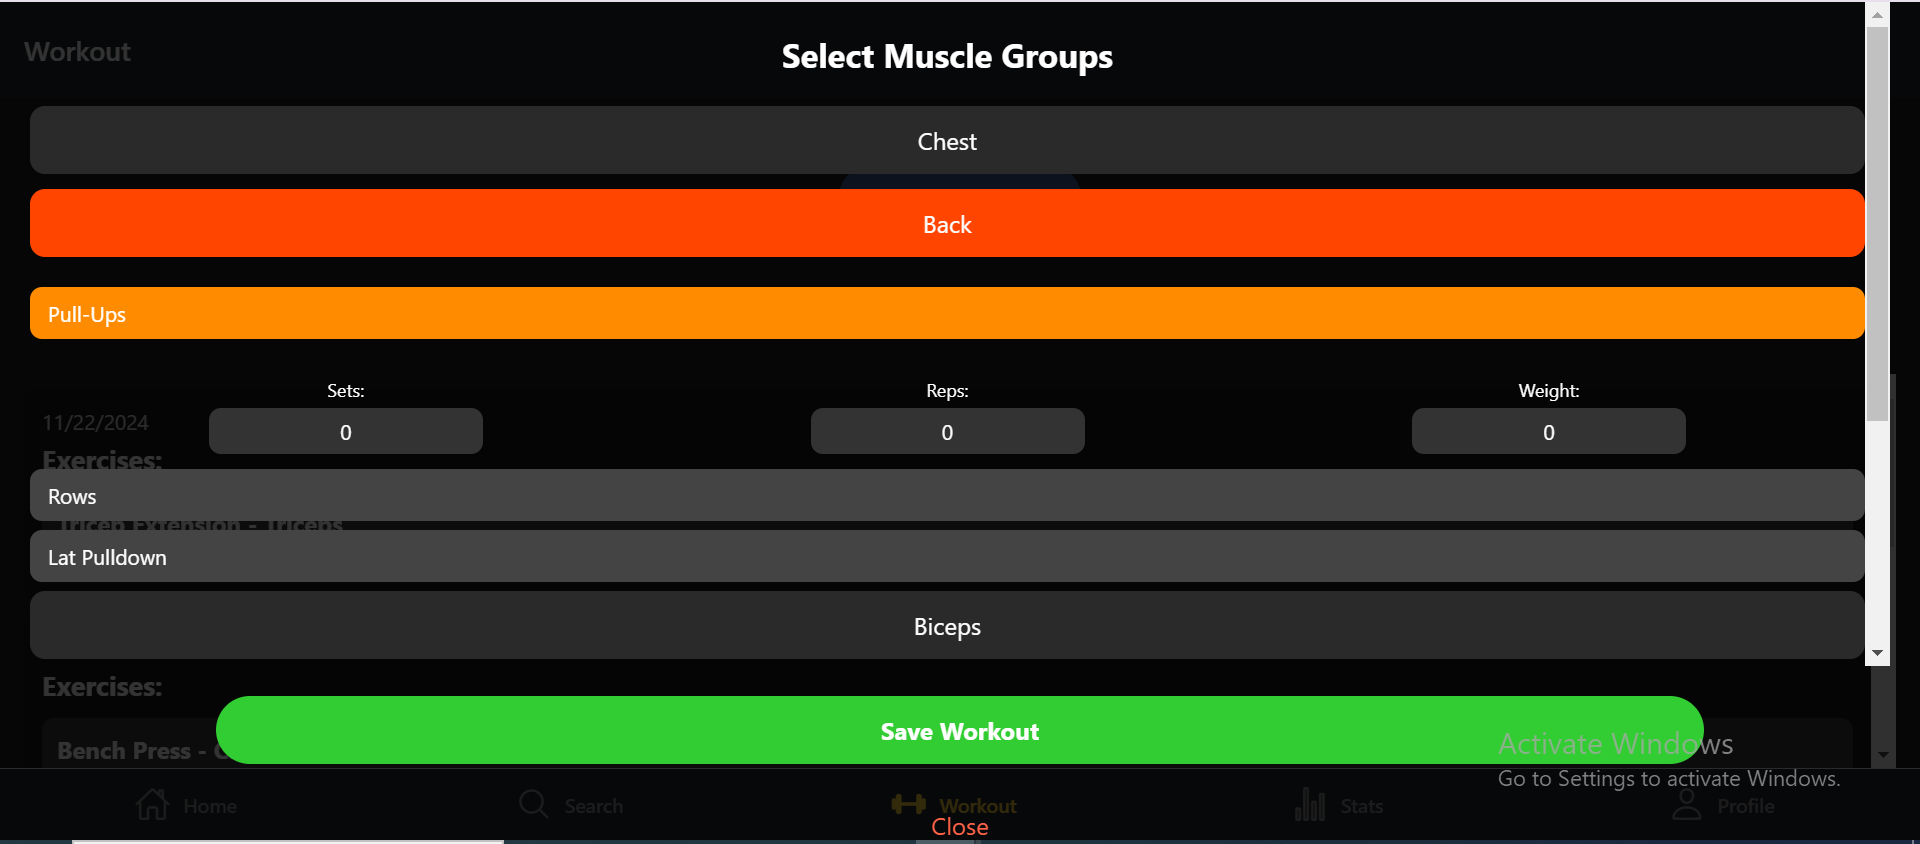 Workout
Select Muscle Groups
Chest
Back
Pull-Ups
Sets: Reps: Weight:
11/22/2024
0 0 0
Exercises:
Rows
Tricep Extension - Triceps
Lat Pulldown
Biceps
Exercises:
Save Workout
Bench Press -
Activate Windows
Go to Settings to activate Windows.
Home Search Workout Stats Profile
Close